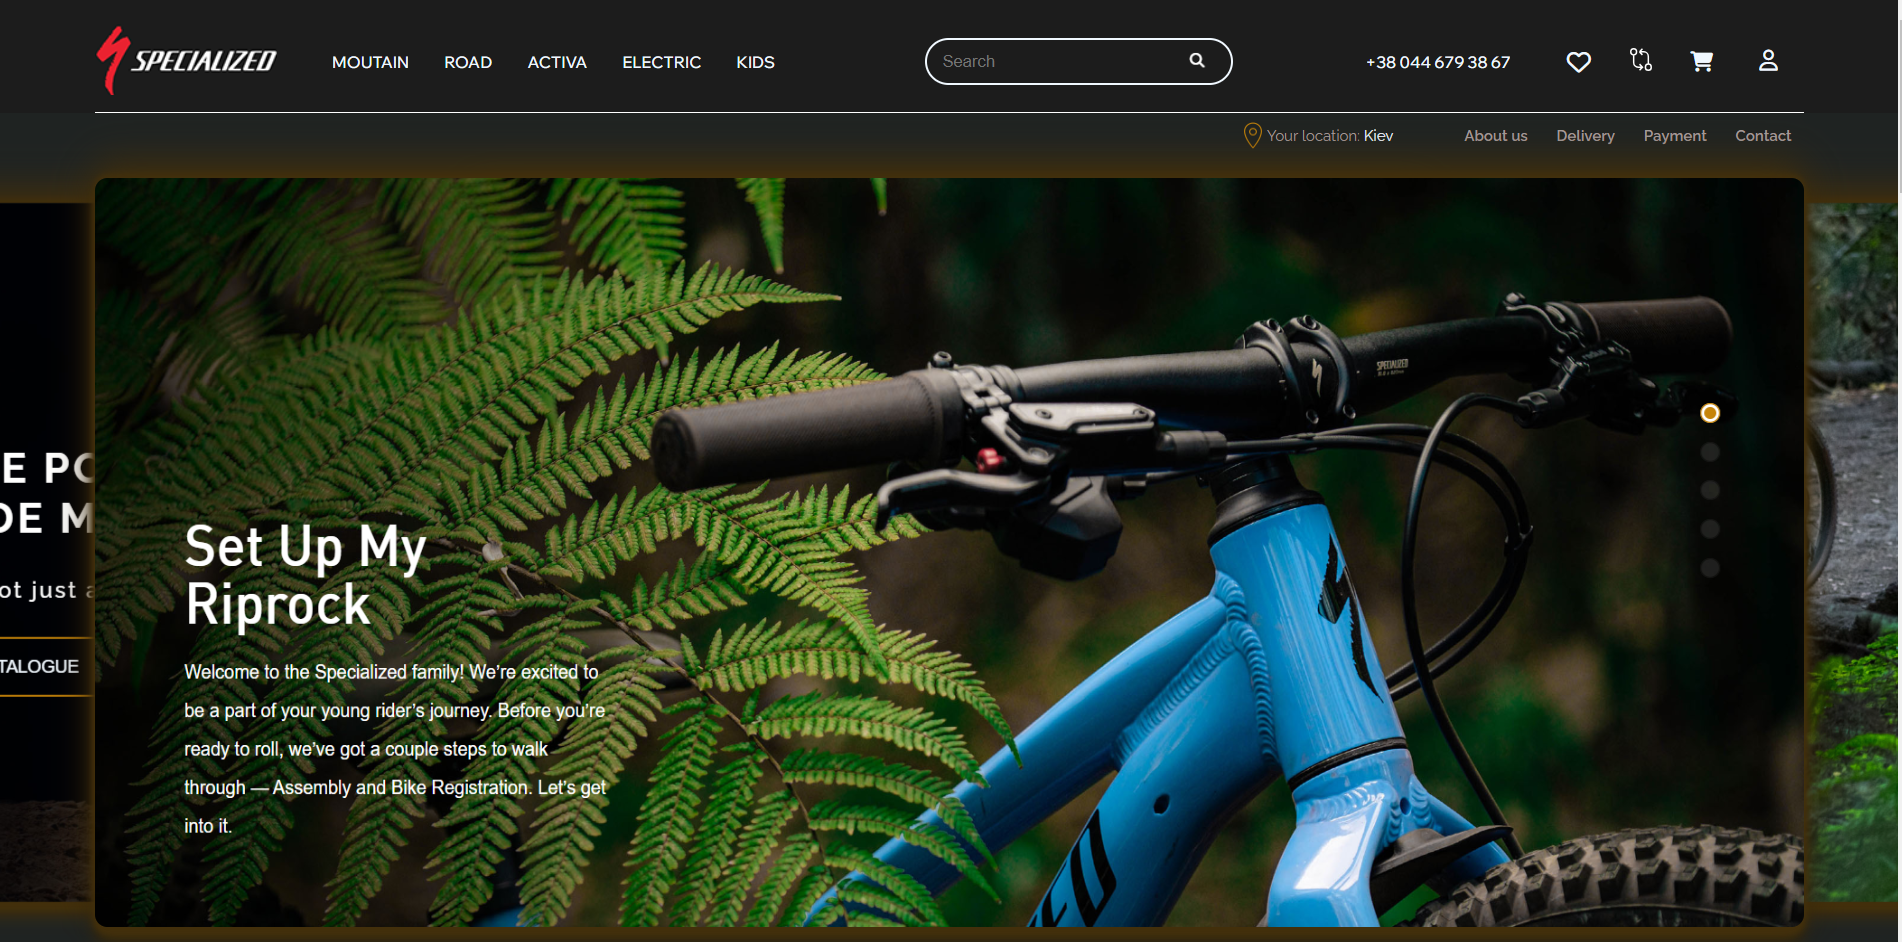 SPECIALIZED
MOUTAIN ROAD ACTIVA ELECTRIC KIDS
Search
+38 044 679 38 67
Your location: Kiev
About us Delivery Payment Contact
E PO
DE M
ot just a
TALOGUE
SPECIALIZED
Set Up My
Riprock
Welcome to the Specialized family! We're excited to
be a part of your young rider's journey. Before you're
ready to roll, we've got a couple steps to walk
through — Assembly and Bike Registration. Let's get
into it.